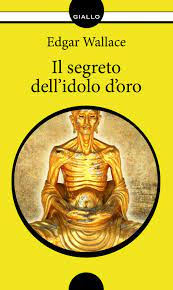 GIALLO
Edgar Wallace
Il segreto
dell'idolo d'oro